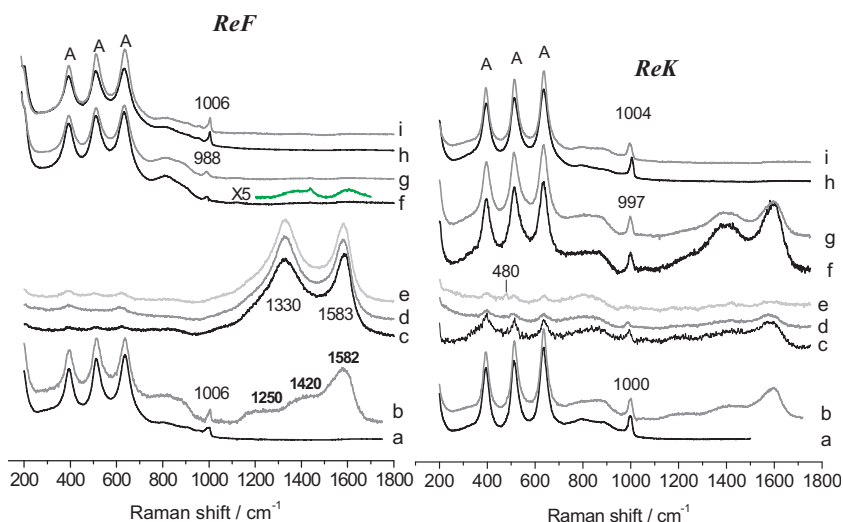 ReF
A A A
1006
i
h
988
g
X5
f
e
1330
1583
d
c
1006
1250
1420
1582
b
a
200 400 600 800 1000 1200 1400 1600 1800
Raman shift / cm-1
ReK
A A A
1004
i
h
997
g
f
480
e
d
c
1000
b
a
200 400 600 800 1000 1200 1400 1600 1800
Raman shift / cm-1